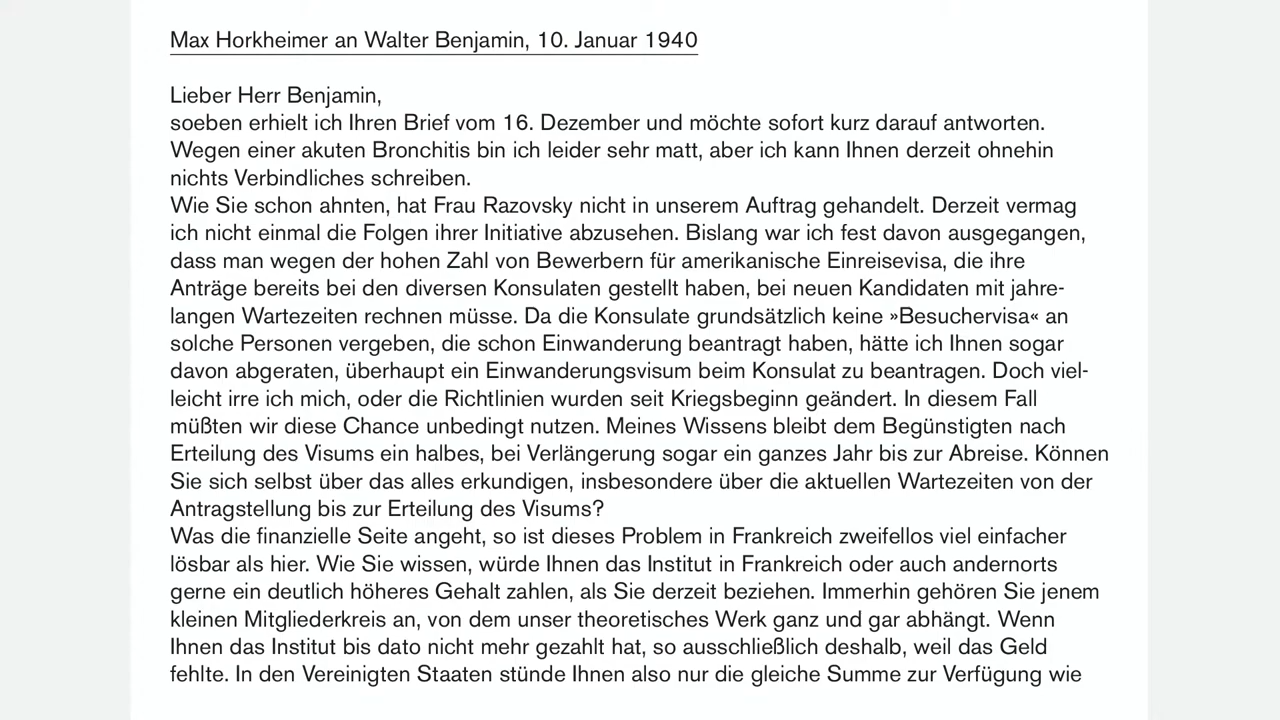 Max Horkheimer an Walter Benjamin, 10. Januar 1940
Lieber Herr Benjamin,
soeben erhielt ich Ihren Brief vom 16. Dezember und möchte sofort kurz darauf antworten.
Wegen einer akuten Bronchitis bin ich leider sehr matt, aber ich kann Ihnen derzeit ohnehin
nichts Verbindliches schreiben.
Wie Sie schon ahnten, hat Frau Razovsky nicht in unserem Auftrag gehandelt. Derzeit vermag
ich nicht einmal die Folgen ihrer Initiative abzusehen. Bislang war ich fest davon ausgegangen,
dass man wegen der hohen Zahl von Bewerbern für amerikanische Einreisevisa, die ihre
Anträge bereits bei den diversen Konsulaten gestellt haben, bei neuen Kandidaten mit jahre-
langen Wartezeiten rechnen müsse. Da die Konsulate grundsätzlich keine »Besuchervisa« an
solche Personen vergeben, die schon Einwanderung beantragt haben, hätte ich Ihnen sogar
davon abgeraten, überhaupt ein Einwanderungsvisum beim Konsulat zu beantragen. Doch viel-
leicht irre ich mich, oder die Richtlinien wurden seit Kriegsbeginn geändert. In diesem Fall
müßten wir diese Chance unbedingt nutzen. Meines Wissens bleibt dem Begünstigten nach
Erteilung des Visums ein halbes, bei Verlängerung sogar ein ganzes Jahr bis zur Abreise. Können
Sie sich selbst über das alles erkundigen, insbesondere über die aktuellen Wartezeiten von der
Antragstellung bis zur Erteilung des Visums?
Was die finanzielle Seite angeht, so ist dieses Problem in Frankreich zweifellos viel einfacher
lösbar als hier. Wie Sie wissen, würde Ihnen das Institut in Frankreich oder auch andernorts
gerne ein deutlich höheres Gehalt zahlen, als Sie derzeit beziehen. Immerhin gehören Sie jenem
kleinen Mitgliederkreis an, von dem unser theoretisches Werk ganz und gar abhängt. Wenn
Ihnen das Institut bis dato nicht mehr gezahlt hat, so ausschließlich deshalb, weil das Geld
fehlte. In den Vereinigten Staaten stünde Ihnen also nur die gleiche Summe zur Verfügung wie